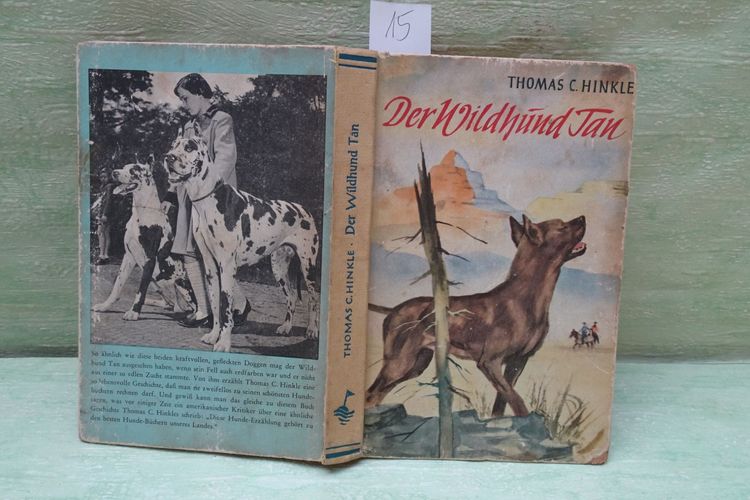 15
THOMAS C. HINKLE
Der Wildhund Tan
THOMAS C. HINKLE · Der Wildhund Tan
So ähnlich wie diese beiden kraftvollen, gefleckten Doggen mag der Wild-
hund Tan ausgesehen haben, wenn sein Fell auch erdfarben war und er nicht
aus einer so edlen Zucht stammte. Von ihm erzählt Thomas C. Hinkle eine
so lebensvolle Geschichte, daß man sie zweifellos zu seinen schönsten Hunde-
büchern rechnen darf. Und gewiß kann man das gleiche zu diesem Buch
sagen, was vor einiger Zeit ein amerikanischer Kritiker über eine ähnliche
Geschichte Thomas C. Hinkles schrieb: „Diese Hunde-Erzählung gehört zu
den besten Hunde-Büchern unseres Landes."